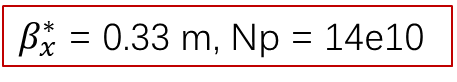 β*x = 0.33 m, Np = 14e10